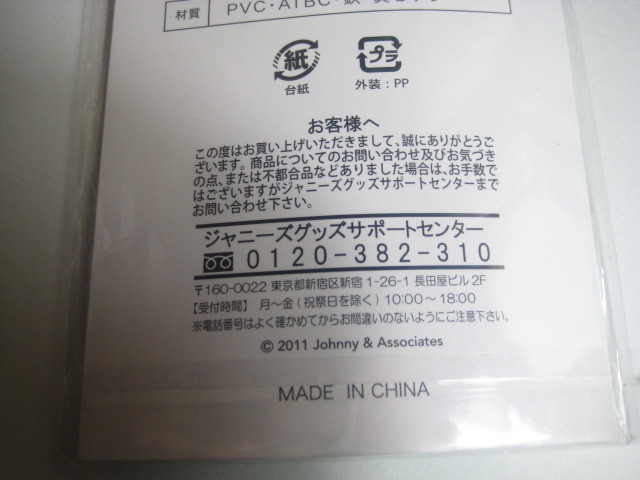 材質 PVC・ATBC・鉄・
紙
プラ
台紙
外装：PP
お客様へ
この度はお買い上げいただきまして、誠にありがとうご
ざいます。商品についてのお問い合わせ及びお気づき
の点、または不都合品などありました場合は、お手数で
はございますがジャニーズグッズサポートセンターまで
お問い合わせ下さい。
ジャニーズグッズサポートセンター
0120-382-310
〒160-0022 東京都新宿区新宿 1-26-1 長田屋ビル 2F
【受付時間】 月～金 (祝祭日を除く) 10:00～18:00
※電話番号はよく確かめてからお間違いのないようにご注意下さい。
© 2011 Johnny & Associates
MADE IN CHINA